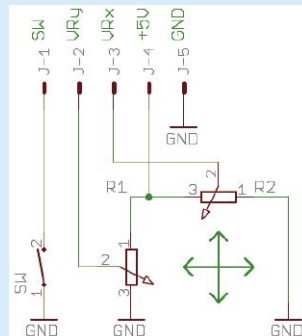 SW VRy VRx +5V GND
J-1 J-2 J-3 J-4 J-5
GND
2
R1 3 1 R2
1
2 2
SW 1 3
GND GND GND